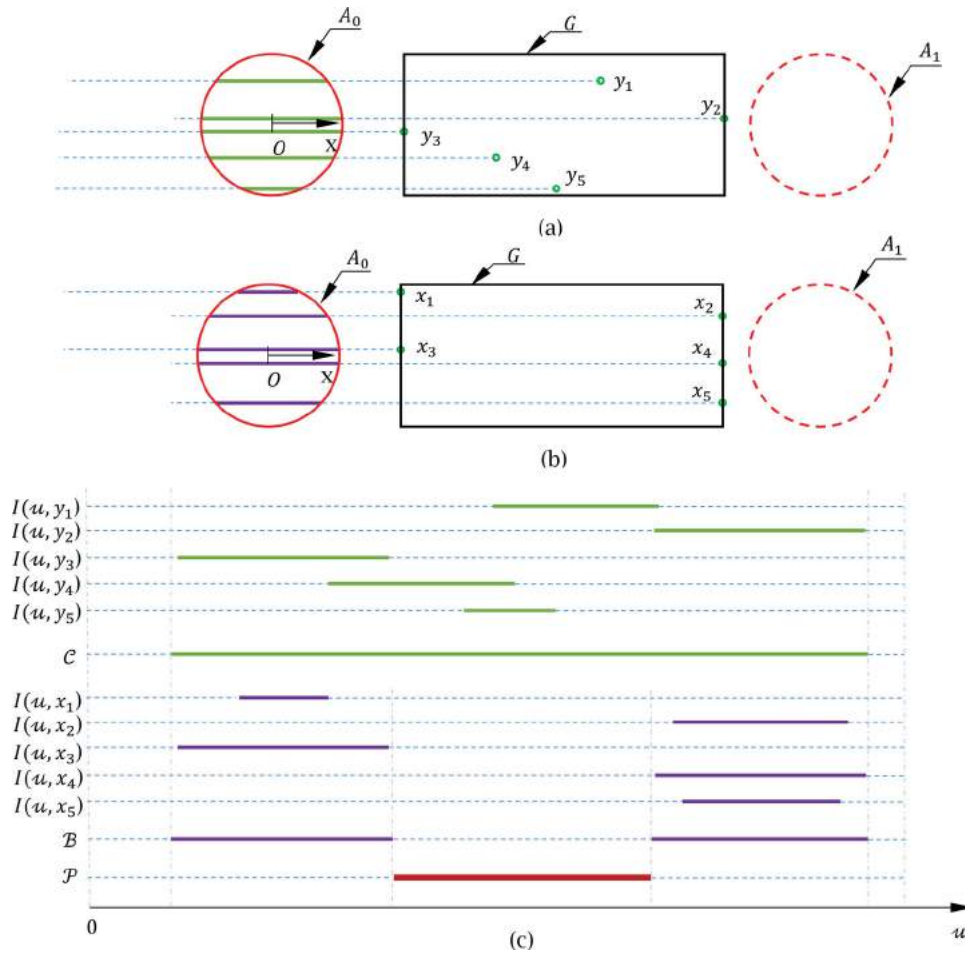 A₀
G
A₁
y₁
y₂
O
X
y₃
y₄
y₅
(a)
A₀
G
A₁
x₁
x₂
O
X
x₃
x₄
x₅
(b)
I(𝓊, y₁)
I(𝓊, y₂)
I(𝓊, y₃)
I(𝓊, y₄)
I(𝓊, y₅)
𝒞
I(𝓊, x₁)
I(𝓊, x₂)
I(𝓊, x₃)
I(𝓊, x₄)
I(𝓊, x₅)
ℬ
𝒫
0
𝓊
(c)